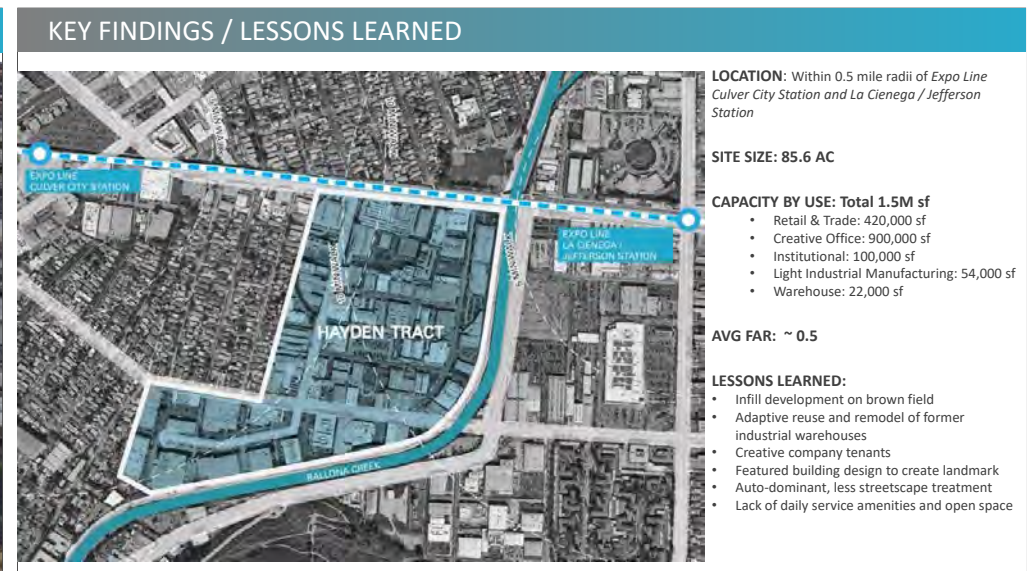 KEY FINDINGS / LESSONS LEARNED
LOCATION: Within 0.5 mile radii of Expo Line
Culver City Station and La Cienega / Jefferson
Station
SITE SIZE: 85.6 AC
CAPACITY BY USE: Total 1.5M sf
• Retail & Trade: 420,000 sf
• Creative Office: 900,000 sf
• Institutional: 100,000 sf
• Light Industrial Manufacturing: 54,000 sf
• Warehouse: 22,000 sf
AVG FAR: ~ 0.5
LESSONS LEARNED:
• Infill development on brown field
• Adaptive reuse and remodel of former
industrial warehouses
• Creative company tenants
• Featured building design to create landmark
• Auto-dominant, less streetscape treatment
• Lack of daily service amenities and open space
EXPO LINE
CULVER CITY STATION
EXPO LINE
LA CIENEGA /
JEFFERSON STATION
HAYDEN TRACT
BALLONA CREEK